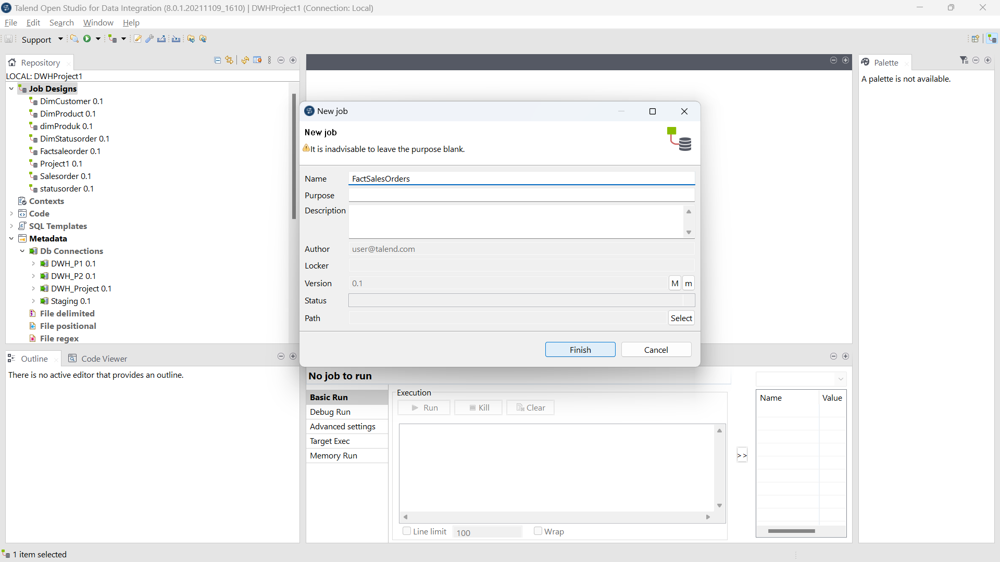 Talend Open Studio for Data Integration (8.0.1.20211109_1610) | DWHProject1 (Connection: Local)
File Edit Search Window Help
Support
Repository
LOCAL: DWHProject1
Job Designs
DimCustomer 0.1
DimProduct 0.1
dimProduk 0.1
DimStatusorder 0.1
Factsaleorder 0.1
Project1 0.1
Salesorder 0.1
statusorder 0.1
Contexts
Code
SQL Templates
Metadata
Db Connections
DWH_P1 0.1
DWH_P2 0.1
DWH_Project 0.1
Staging 0.1
File delimited
File positional
File regex
Outline
Code Viewer
There is no active editor that provides an outline.
New job
New job
It is inadvisable to leave the purpose blank.
Name FactSalesOrders
Purpose
Description
Author user@talend.com
Locker
Version 0.1 M m
Status
Path Select
Finish Cancel
No job to run
Basic Run
Debug Run
Advanced settings
Target Exec
Memory Run
Execution
Run Kill Clear
Line limit 100 Wrap
>>
Name Value
Palette
A palette is not available.
1 item selected